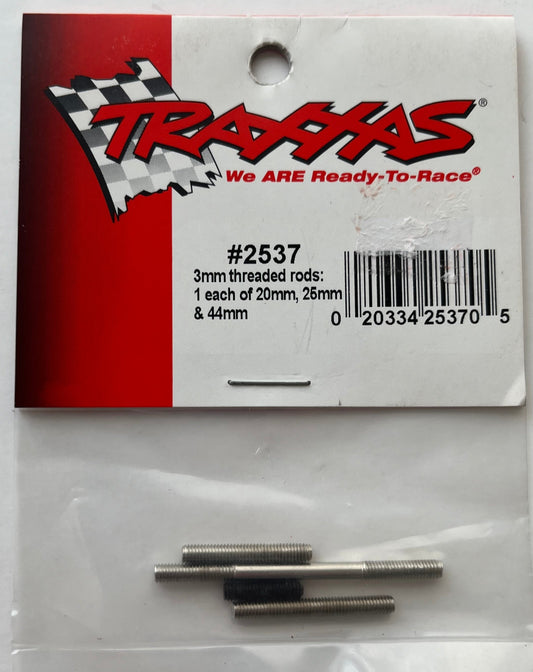 TRAXXAS®
We ARE Ready-To-Race®
#2537
3mm threaded rods:
1 each of 20mm, 25mm
& 44mm
0 20334 25370 5